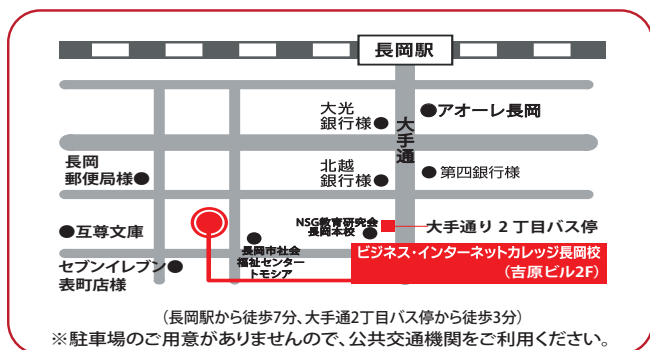 長岡駅
大光
銀行様
大手通
アオーレ長岡
長岡
郵便局様
北越
銀行様
第四銀行様
互尊文庫
NSG教育研究会
長岡本校
大手通り2丁目バス停
長岡市社会
福祉センター
トモシア
ビジネス・インターネットカレッジ長岡校
(吉原ビル2F)
セブンイレブン
表町店様
(長岡駅から徒歩7分、大手通2丁目バス停から徒歩3分)
※駐車場のご用意がありませんので、公共交通機関をご利用ください。